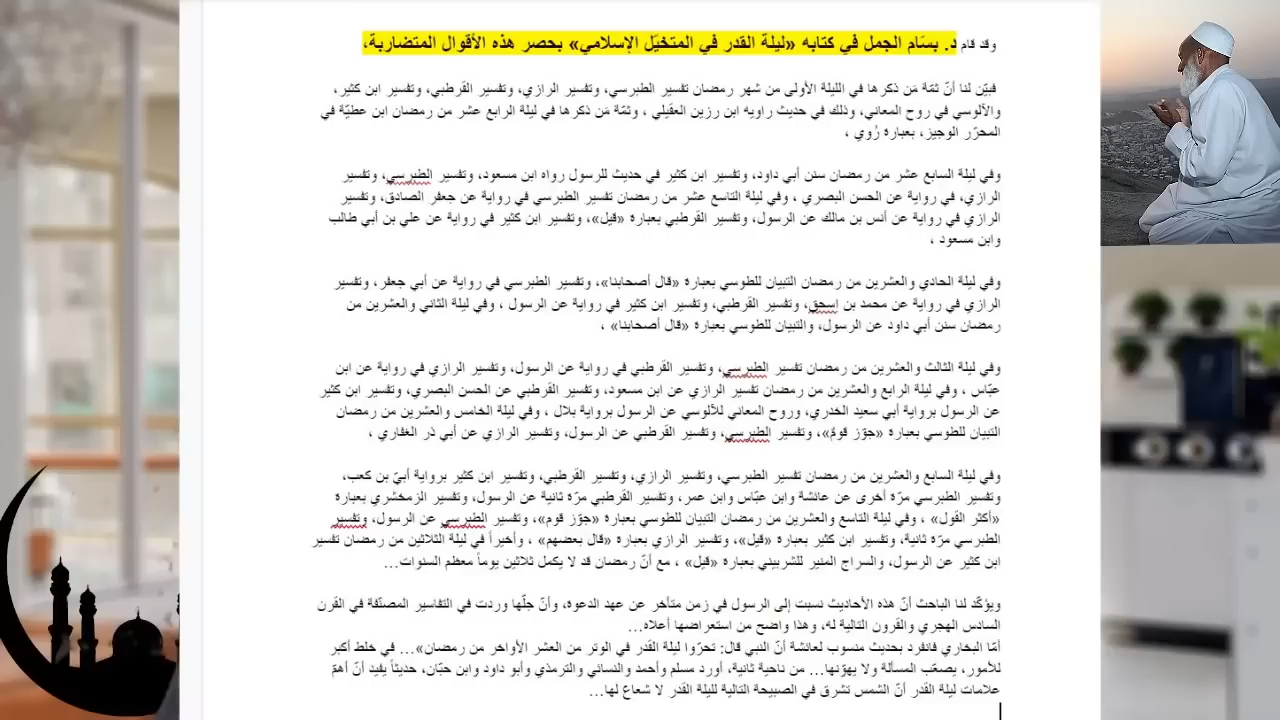 وقد قام د. بسّام الجمل في كتابه «ليلة القدر في المتخيّل الإسلامي» بحصر هذه الأقوال المتضاربة،
فبيّن لنا أنّ ثمّة مَن ذكرها في الليلة الأولى من شهر رمضان تفسير الطبرسي، وتفسير الرازي، وتفسير القرطبي، وتفسير ابن كثير،
والآلوسي في روح المعاني، وذلك في حديث راويه ابن رزين العقيلي ، وثمّة مَن ذكرها في ليلة الرابع عشر من رمضان ابن عطيّة في
المحرّر الوجيز، بعبارة رُوي ،
وفي ليلة السابع عشر من رمضان سنن أبي داود، وتفسير ابن كثير في حديث للرسول رواه ابن مسعود، وتفسير الطبرسي، وتفسير
الرازي، في رواية عن الحسن البصري ، وفي ليلة التاسع عشر من رمضان تفسير الطبرسي في رواية عن جعفر الصادق، وتفسير
الرازي في رواية عن أنس بن مالك عن الرسول، وتفسير القرطبي بعبارة «قيل»، وتفسير ابن كثير في رواية عن علي بن أبي طالب
وابن مسعود ،
وفي ليلة الحادي والعشرين من رمضان التبيان للطوسي بعبارة «قال أصحابنا»، وتفسير الطبرسي في رواية عن أبي جعفر، وتفسير
الرازي في رواية عن محمد بن إسحق، وتفسير القرطبي، وتفسير ابن كثير في رواية عن الرسول ، وفي ليلة الثاني والعشرين من
رمضان سنن أبي داود عن الرسول، والتبيان للطوسي بعبارة «قال أصحابنا» ،
وفي ليلة الثالث والعشرين من رمضان تفسير الطبرسي، وتفسير القرطبي في رواية عن الرسول، وتفسير الرازي في رواية عن ابن
عبّاس ، وفي ليلة الرابع والعشرين من رمضان تفسير الرازي عن ابن مسعود، وتفسير القرطبي عن الحسن البصري، وتفسير ابن كثير
عن الرسول برواية أبي سعيد الخدري، وروح المعاني للآلوسي عن الرسول برواية بلال ، وفي ليلة الخامس والعشرين من رمضان
التبيان للطوسي بعبارة «جوّز قومٌ»، وتفسير الطبرسي، وتفسير القرطبي عن الرسول، وتفسير الرازي عن أبي ذر الغفاري ،
وفي ليلة السابع والعشرين من رمضان تفسير الطبرسي، وتفسير الرازي، وتفسير القرطبي، وتفسير ابن كثير برواية أبيّ بن كعب،
وتفسير الطبرسي مرّة أخرى عن عائشة وابن عبّاس وابن عمر، وتفسير القرطبي مرّة ثانية عن الرسول، وتفسير الزمخشري بعبارة
«أكثر القول» ، وفي ليلة التاسع والعشرين من رمضان التبيان للطوسي بعبارة «جوّز قوم»، وتفسير الطبرسي عن الرسول، وتفسير
الطبرسي مرّة ثانية، وتفسير ابن كثير بعبارة «قيل»، وتفسير الرازي بعبارة «قال بعضهم» ، وأخيراً في ليلة الثلاثين من رمضان تفسير
ابن كثير عن الرسول، والسراج المنير للشربيني بعبارة «قيل» ، مع أنّ رمضان قد لا يكمل ثلاثين يوماً معظم السنوات…
ويؤكّد لنا الباحث أنّ هذه الأحاديث نسبت إلى الرسول في زمن متأخر عن عهد الدعوة، وأنّ جلّها وردت في التفاسير المصنّفة في القرن
السادس الهجري والقرون التالية له، وهذا واضح من استعراضها أعلاه…
أمّا البخاري فانفرد بحديث منسوب لعائشة أنّ النبي قال: تحرّوا ليلة القدر في الوتر من العشر الأواخر من رمضان»… في خلط أكبر
للأمور، يصعّب المسألة ولا يهوّنها… من ناحية ثانية، أورد مسلم وأحمد والنسائي والترمذي وأبو داود وابن حبّان، حديثاً يفيد أنّ أهمّ
علامات ليلة القدر أنّ الشمس تشرق في الصبيحة التالية لليلة القدر لا شعاع لها…